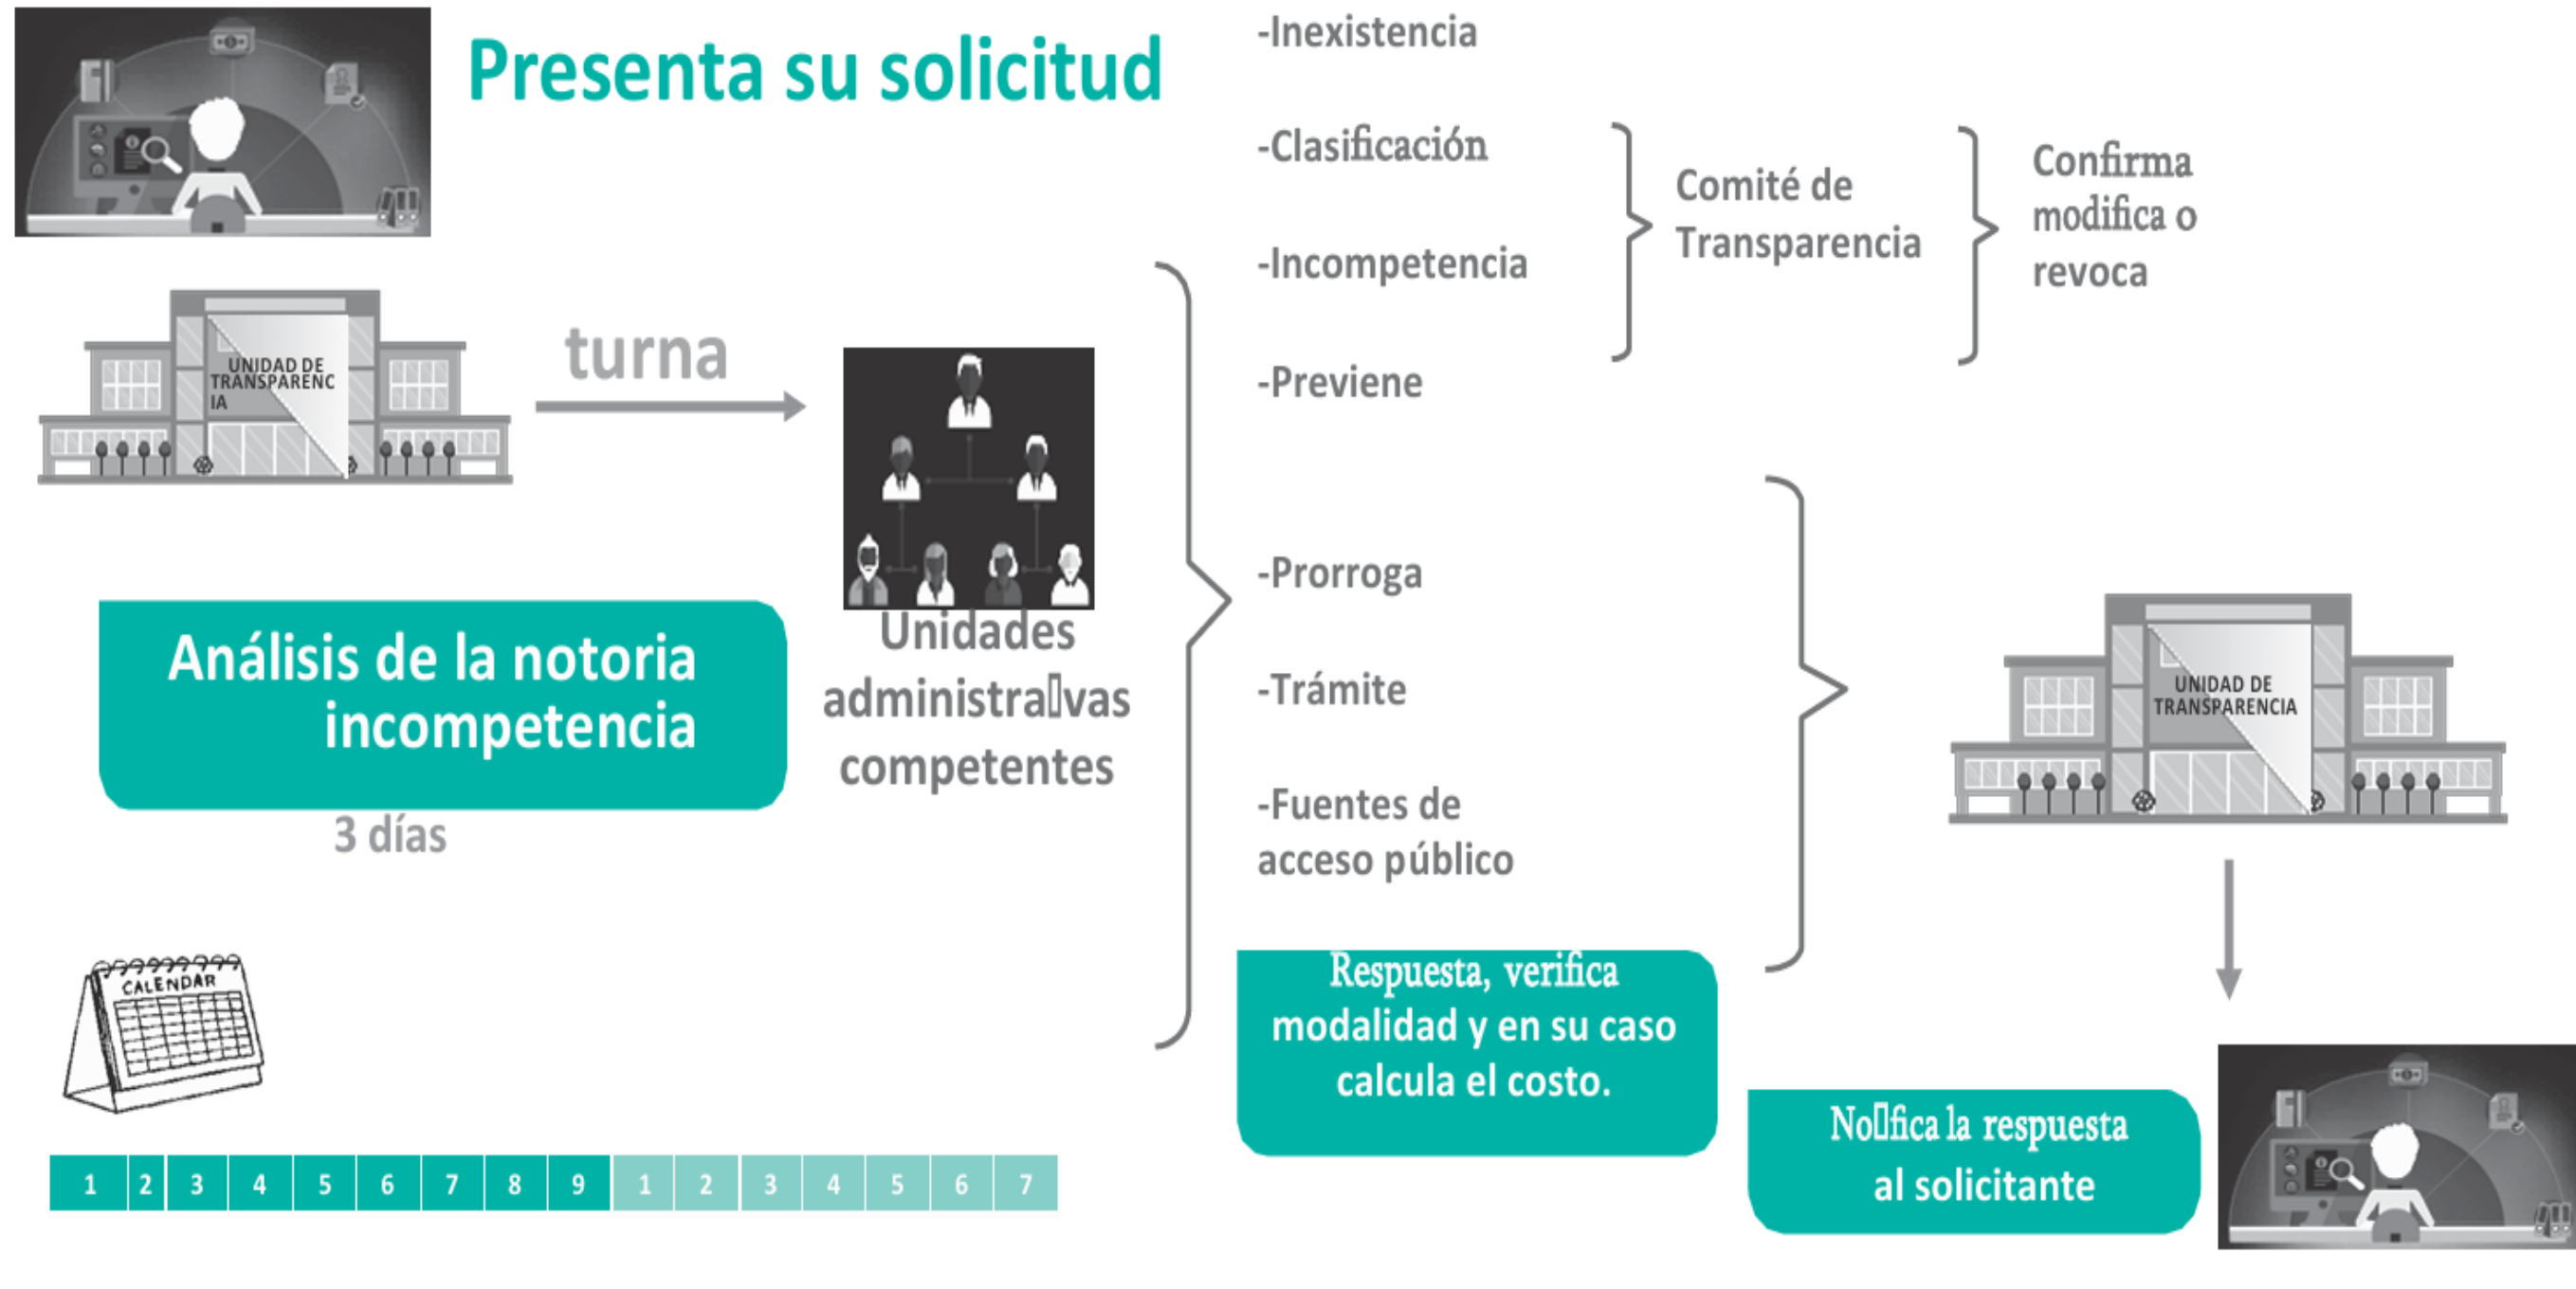 Presenta su solicitud
UNIDAD DE
TRANSPARENC
IA
turna
Análisis de la notoria
incompetencia
3 días
Unidades
administra▯vas
competentes
-Inexistencia
-Clasificación
-Incompetencia
-Previene
-Prorroga
-Trámite
-Fuentes de
acceso público
Respuesta, verifica
modalidad y en su caso
calcula el costo.
Comité de
Transparencia
Confirma
modifica o
revoca
UNIDAD DE
TRANSPARENCIA
No▯fica la respuesta
al solicitante
CALENDAR
1 2 3 4 5 6 7 8 9 1 2 3 4 5 6 7